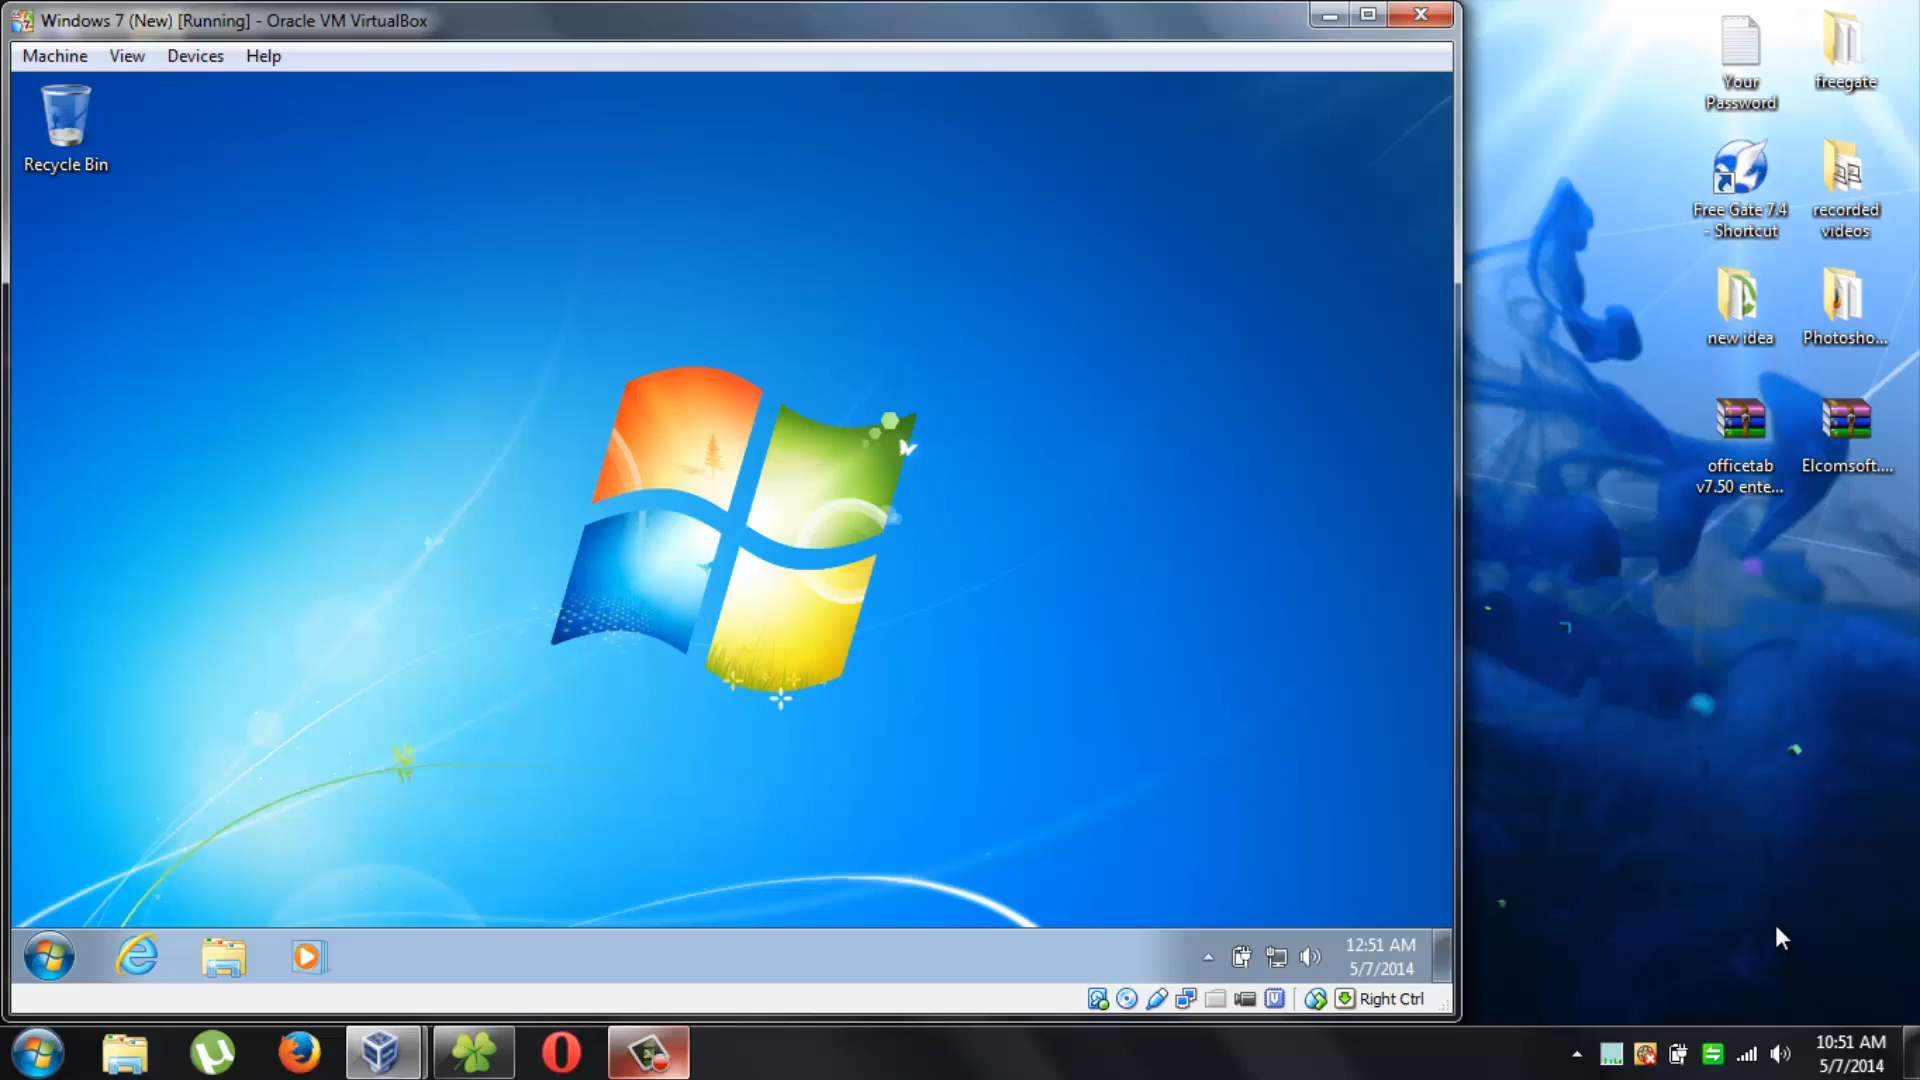 Windows 7 (New) [Running] - Oracle VM VirtualBox
Machine View Devices Help
Recycle Bin
12:51 AM
5/7/2014
Right Ctrl
Your
Password
freegate
Free Gate 7.4
- Shortcut
recorded
videos
new idea
Photosho...
officetab
v7.50 ente...
Elcomsoft....
10:51 AM
5/7/2014